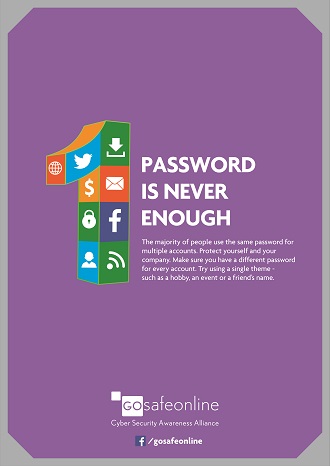 1 PASSWORD
IS NEVER
ENOUGH
The majority of people use the same password for
multiple accounts. Protect yourself and your
company. Make sure you have a different password
for every account. Try using a single theme -
such as a hobby, an event or a friend's name.
GOsafeonline
Cyber Security Awareness Alliance
f /gosafeonline